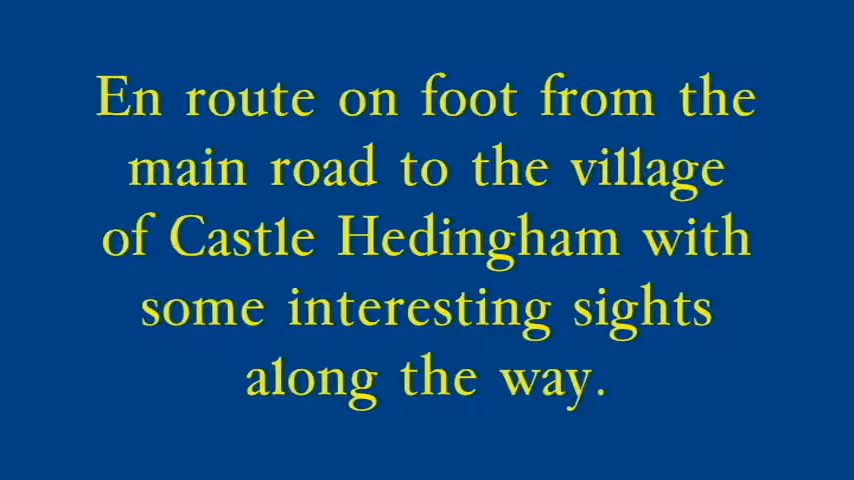 En route on foot from the
main road to the village
of Castle Hedingham with
some interesting sights
along the way.